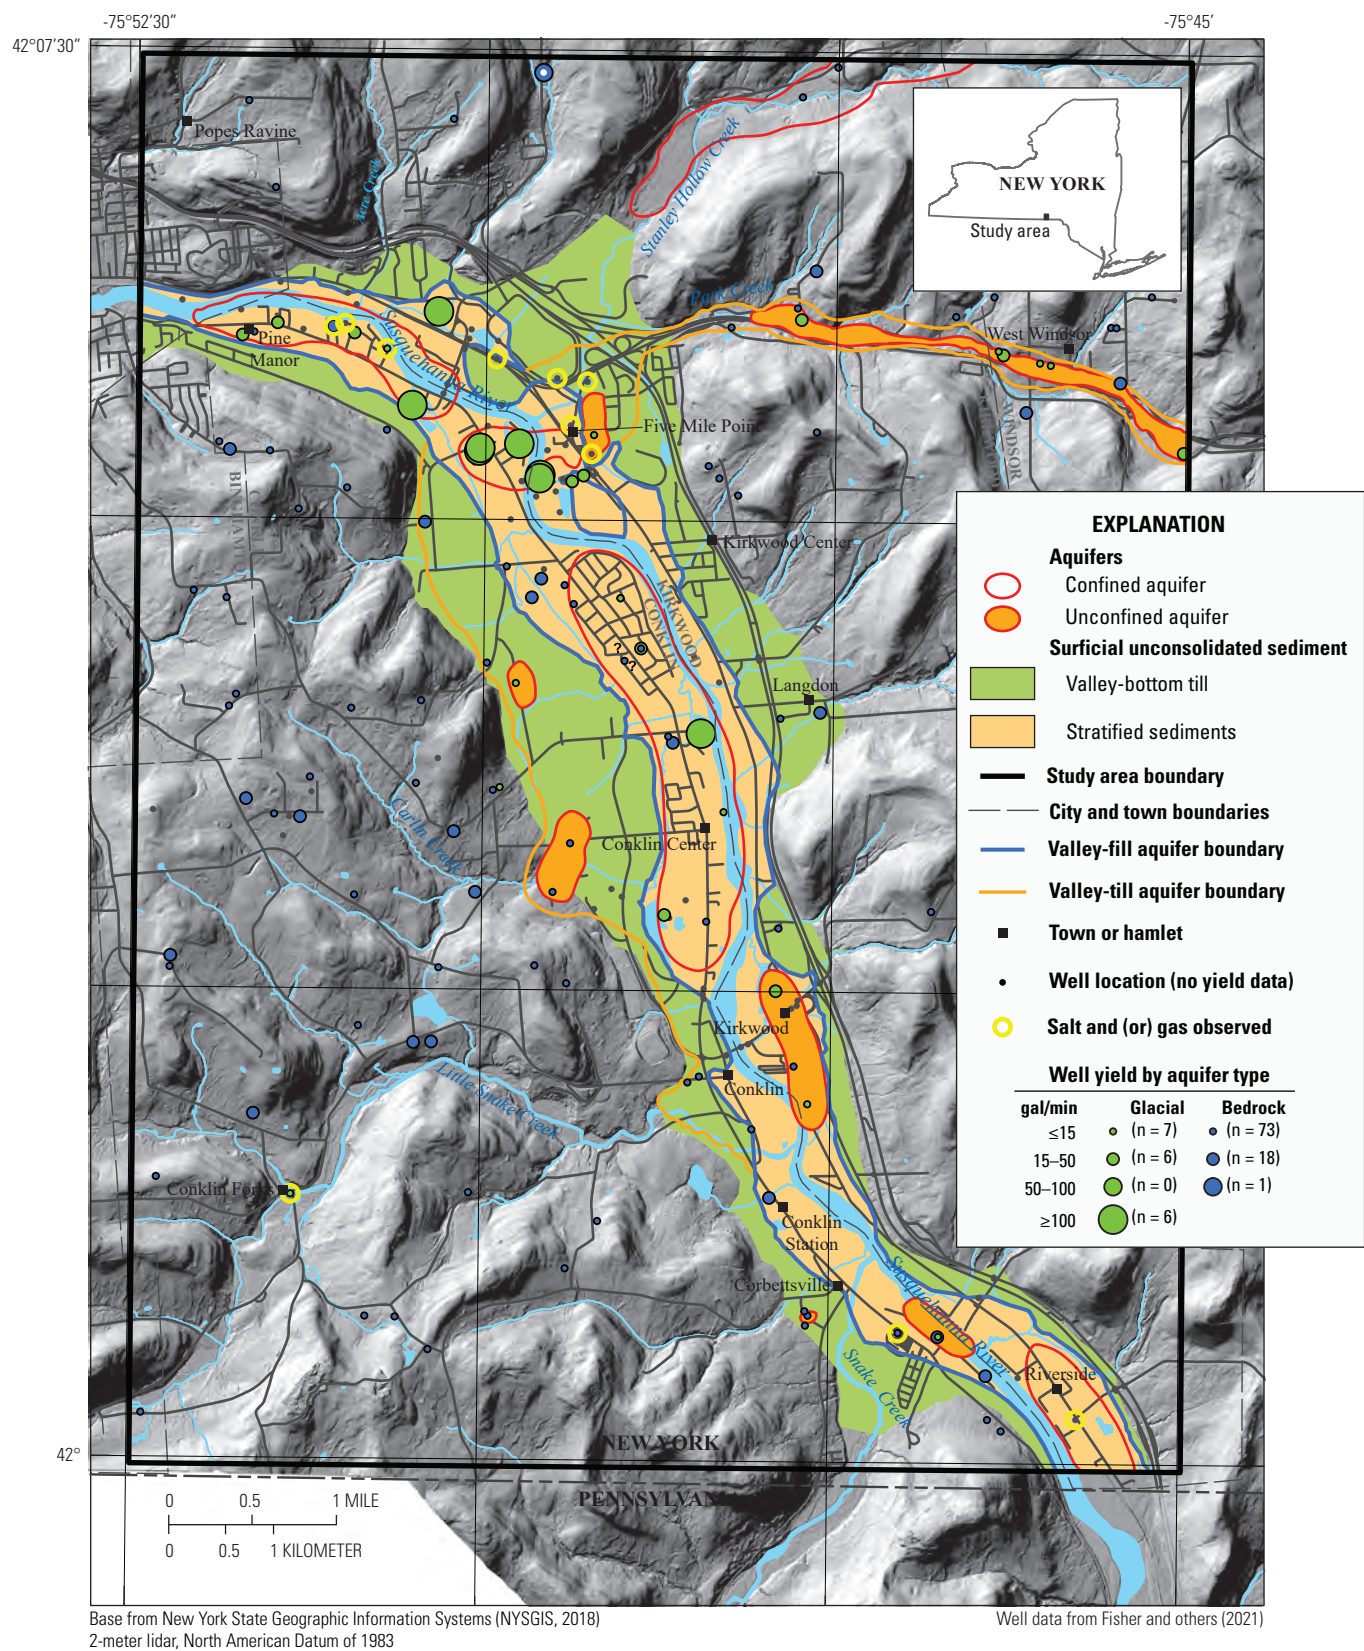 -75°52'30"
-75°45'
42°07'30"
Popes Ravine
Acre Creek
Stanley Hollow Creek
NEW YORK
Study area
Park Creek
West Windsor
Pine
Manor
Susquehanna River
Five Mile Point
WINDSOR
Kirkwood Center
KIRKWOOD
CONKLIN
?
?
Langdon
Carlin Creek
Conklin Center
Kirkwood
Conklin
Little Snake Creek
Conklin Forks
Conklin
Station
Corbettsville
Susquehanna River
Snake Creek
Riverside
42°
NEW YORK
EXPLANATION
Aquifers
Confined aquifer
Unconfined aquifer
Surficial unconsolidated sediment
Valley-bottom till
Stratified sediments
Study area boundary
City and town boundaries
Valley-fill aquifer boundary
Valley-till aquifer boundary
Town or hamlet
Well location (no yield data)
Salt and (or) gas observed
Well yield by aquifer type
gal/min Glacial Bedrock
≤15 (n = 7) (n = 73)
15–50 (n = 6) (n = 18)
50–100 (n = 0) (n = 1)
≥100 (n = 6)
0 0.5 1 MILE
0 0.5 1 KILOMETER
Base from New York State Geographic Information Systems (NYSGIS, 2018)
2-meter lidar, North American Datum of 1983
Well data from Fisher and others (2021)